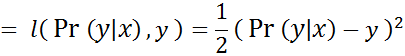 = l( Pr (y|x) , y ) = 1/2 ( Pr (y|x) − y )²